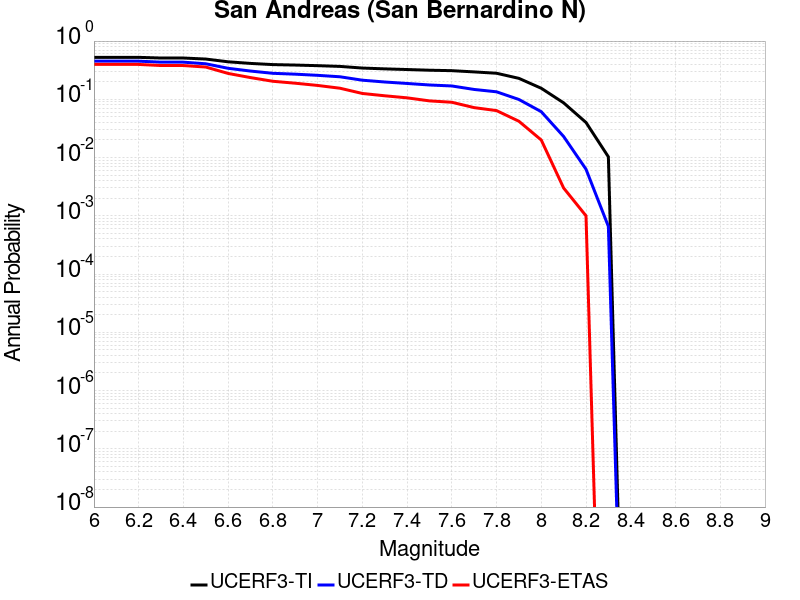 San Andreas (San Bernardino N)
10^0
10^-1
10^-2
10^-3
10^-4
10^-5
10^-6
10^-7
10^-8
Annual Probability
6 6.2 6.4 6.6 6.8 7 7.2 7.4 7.6 7.8 8 8.2 8.4 8.6 8.8 9
Magnitude
UCERF3-TI UCERF3-TD UCERF3-ETAS